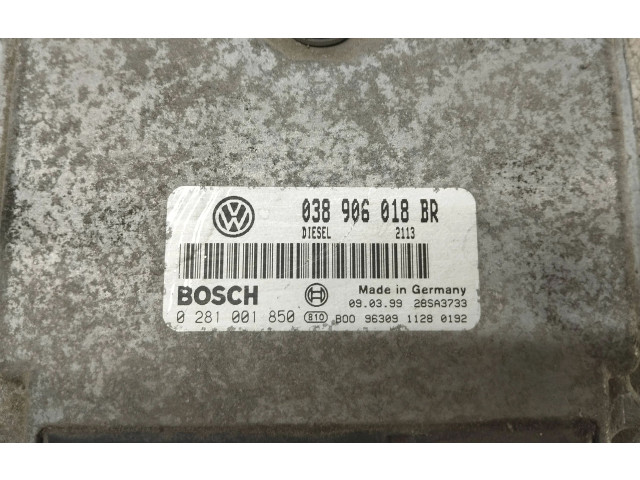 VW 038 906 018 BR
DIESEL 2113
BOSCH Made in Germany
09.03.99 28SA3733
0 281 001 850 810 B00 96309 1128 0192